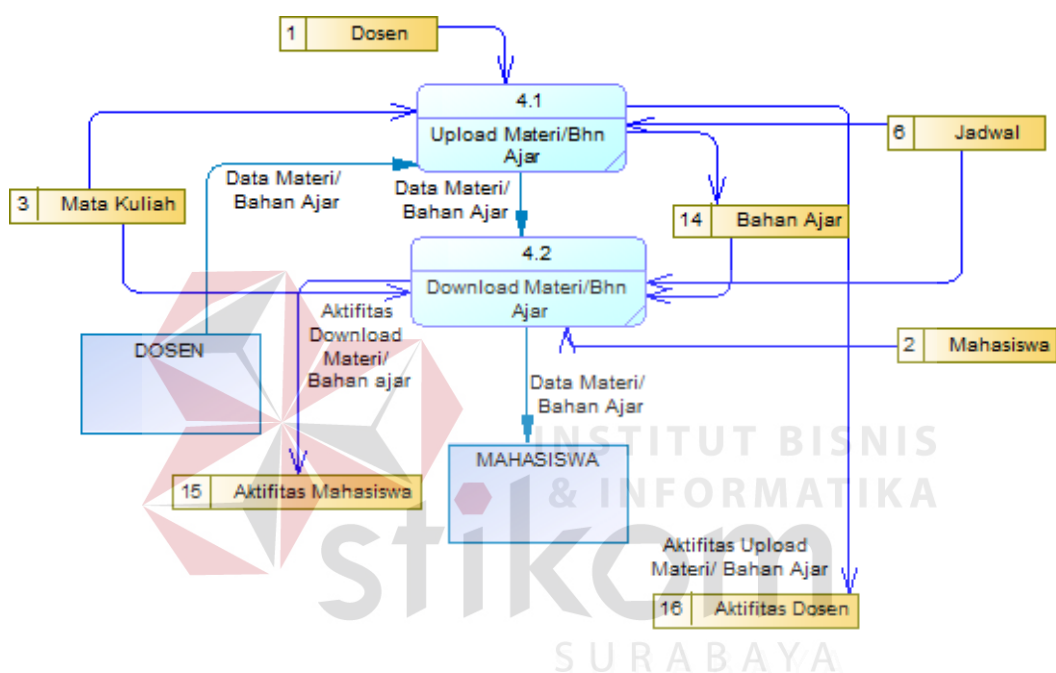 1 Dosen
4.1
Upload Materi/Bhn
Ajar
6 Jadwal
Data Materi/
Bahan Ajar
Data Materi/
Bahan Ajar
3 Mata Kuliah
14 Bahan Ajar
4.2
Download Materi/Bhn
Ajar
Aktifitas
Download
Materi/
Bahan ajar
DOSEN
2 Mahasiswa
Data Materi/
Bahan Ajar
MAHASISWA
INSTITUT BISNIS
& INFORMATIKA
stikom
SURABAYA
15 Aktifitas Mahasiswa
Aktifitas Upload
Materi/ Bahan Ajar
16 Aktifitas Dosen